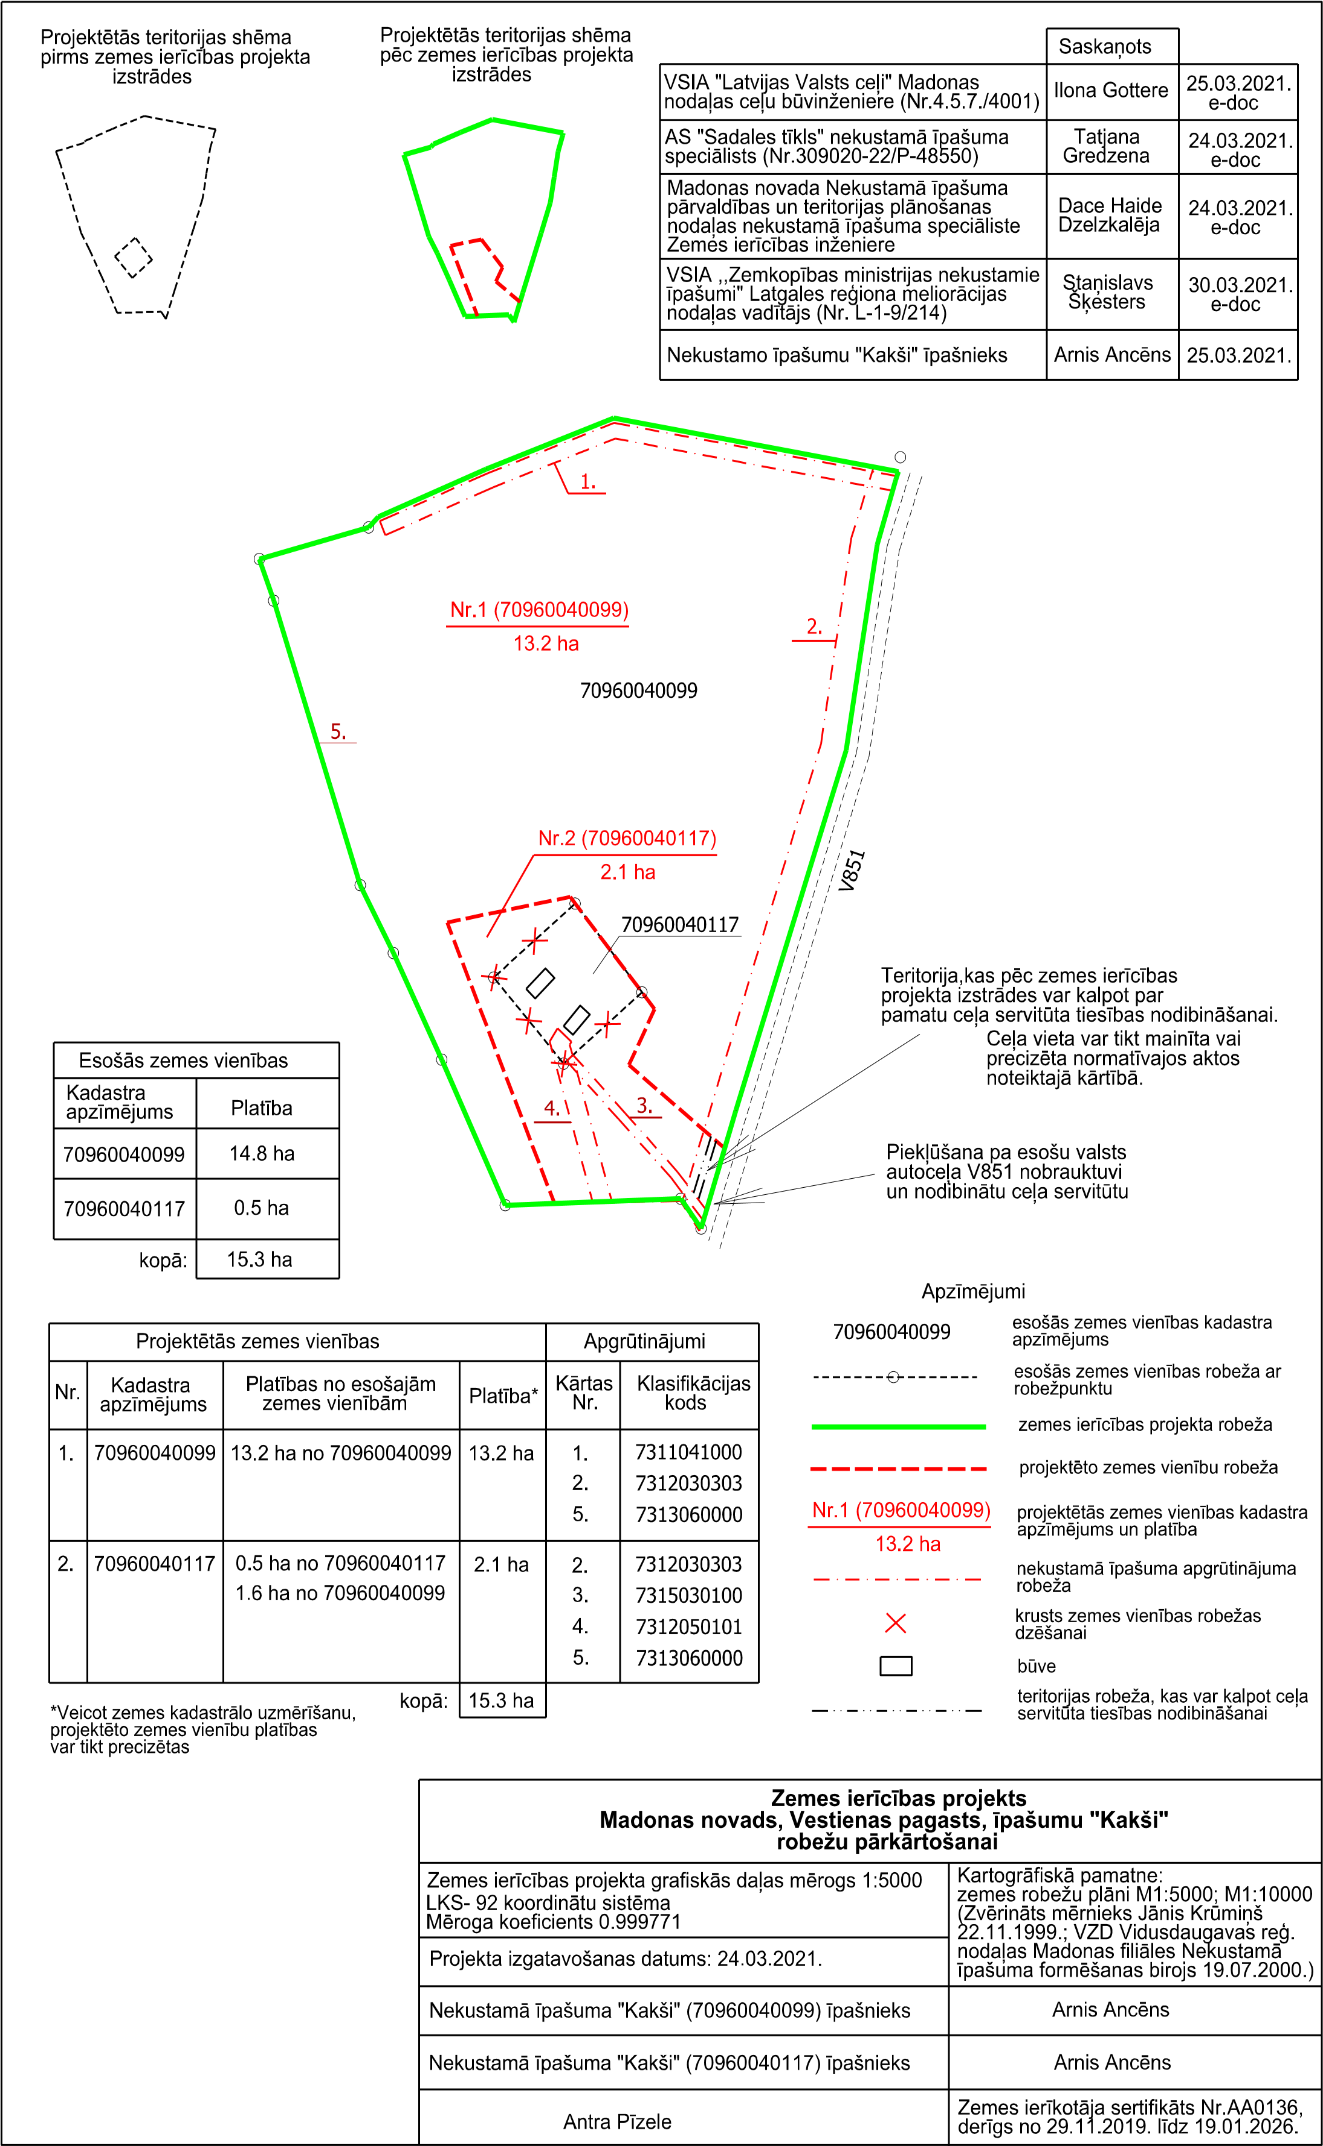 Projektētās teritorijas shēma
pirms zemes ierīcības projekta
izstrādes
Projektētās teritorijas shēma
pēc zemes ierīcības projekta
izstrādes
Saskaņots
VSIA "Latvijas Valsts ceļi" Madonas
nodaļas ceļu būvinženiere (Nr.4.5.7./4001)
Ilona Gottere
25.03.2021.
e-doc
AS "Sadales tīkls" nekustamā īpašuma
speciālists (Nr.309020-22/P-48550)
Tatjana
Gredzena
24.03.2021.
e-doc
Madonas novada Nekustamā īpašuma
pārvaldības un teritorijas plānošanas
nodaļas nekustamā īpašuma speciāliste
Zemes ierīcības inženiere
Dace Haide
Dzelzkalēja
24.03.2021.
e-doc
VSIA ,,Zemkopības ministrijas nekustamie
īpašumi" Latgales reģiona meliorācijas
nodaļas vadītājs (Nr. L-1-9/214)
Staņislavs
Šķesters
30.03.2021.
e-doc
Nekustamo īpašumu "Kakši" īpašnieks
Arnis Ancēns
25.03.2021.
1.
Nr.1 (70960040099)
13.2 ha
2.
70960040099
5.
Nr.2 (70960040117)
2.1 ha
V851
70960040117
Teritorija,kas pēc zemes ierīcības
projekta izstrādes var kalpot par
pamatu ceļa servitūta tiesības nodibināšanai.
Ceļa vieta var tikt mainīta vai
precizēta normatīvajos aktos
noteiktajā kārtībā.
4.
3.
Piekļūšana pa esošu valsts
autoceļa V851 nobrauktuvi
un nodibinātu ceļa servitūtu
Esošās zemes vienības
Kadastra
apzīmējums
Platība
70960040099
14.8 ha
70960040117
0.5 ha
kopā:
15.3 ha
Projektētās zemes vienības
Apgrūtinājumi
Nr.
Kadastra
apzīmējums
Platības no esošajām
zemes vienībām
Platība*
Kārtas
Nr.
Klasifikācijas
kods
1.
70960040099
13.2 ha no 70960040099
13.2 ha
1.
7311041000
2.
7312030303
5.
7313060000
2.
70960040117
0.5 ha no 70960040117
1.6 ha no 70960040099
2.1 ha
2.
7312030303
3.
7315030100
4.
7312050101
5.
7313060000
kopā:
15.3 ha
*Veicot zemes kadastrālo uzmērīšanu,
projektēto zemes vienību platības
var tikt precizētas
Apzīmējumi
70960040099
esošās zemes vienības kadastra
apzīmējums
esošās zemes vienības robeža ar
robežpunktu
zemes ierīcības projekta robeža
projektēto zemes vienību robeža
Nr.1 (70960040099)
13.2 ha
projektētās zemes vienības kadastra
apzīmējums un platība
nekustamā īpašuma apgrūtinājuma
robeža
krusts zemes vienības robežas
dzēšanai
būve
teritorijas robeža, kas var kalpot ceļa
servitūta tiesības nodibināšanai
Zemes ierīcības projekts
Madonas novads, Vestienas pagasts, īpašumu "Kakši"
robežu pārkārtošanai
Zemes ierīcības projekta grafiskās daļas mērogs 1:5000
LKS- 92 koordinātu sistēma
Mēroga koeficients 0.999771
Projekta izgatavošanas datums: 24.03.2021.
Kartogrāfiskā pamatne:
zemes robežu plāni M1:5000; M1:10000
(Zvērināts mērnieks Jānis Krūmiņš
22.11.1999.; VZD Vidusdaugavas reģ.
nodaļas Madonas filiāles Nekustamā
īpašuma formēšanas birojs 19.07.2000.)
Nekustamā īpašuma "Kakši" (70960040099) īpašnieks
Arnis Ancēns
Nekustamā īpašuma "Kakši" (70960040117) īpašnieks
Arnis Ancēns
Antra Pīzele
Zemes ierīkotāja sertifikāts Nr.AA0136,
derīgs no 29.11.2019. līdz 19.01.2026.